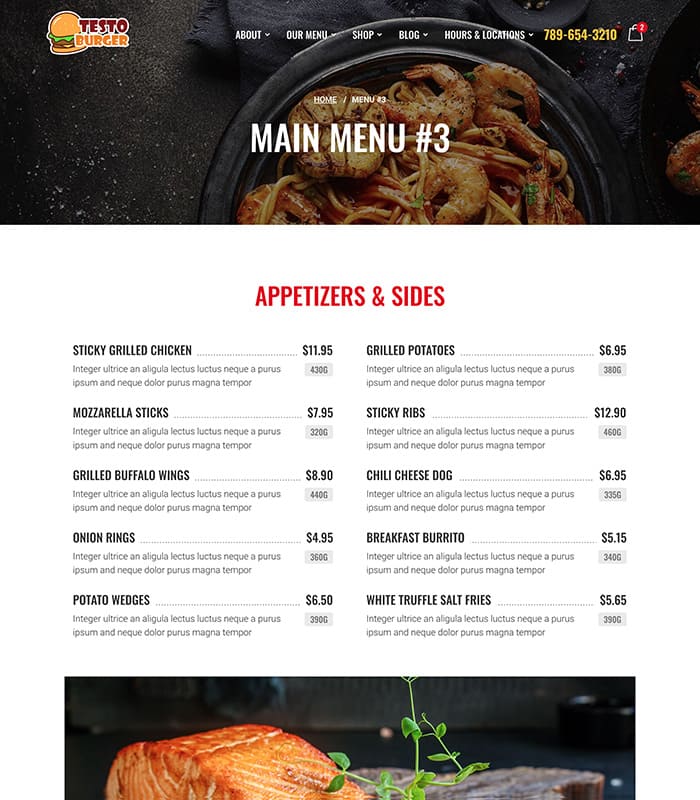 TESTO
BURGER
ABOUT OUR MENU SHOP BLOG HOURS & LOCATIONS 789-654-3210 2
HOME / MENU #3
MAIN MENU #3
APPETIZERS & SIDES
STICKY GRILLED CHICKEN $11.95
Integer ultrice an aligula lectus luctus neque a purus 430G
ipsum and neque dolor purus magna tempor
MOZZARELLA STICKS $7.95
Integer ultrice an aligula lectus luctus neque a purus 320G
ipsum and neque dolor purus magna tempor
GRILLED BUFFALO WINGS $8.90
Integer ultrice an aligula lectus luctus neque a purus 440G
ipsum and neque dolor purus magna tempor
ONION RINGS $4.95
Integer ultrice an aligula lectus luctus neque a purus 360G
ipsum and neque dolor purus magna tempor
POTATO WEDGES $6.50
Integer ultrice an aligula lectus luctus neque a purus 390G
ipsum and neque dolor purus magna tempor
GRILLED POTATOES $6.95
Integer ultrice an aligula lectus luctus neque a purus 380G
ipsum and neque dolor purus magna tempor
STICKY RIBS $12.90
Integer ultrice an aligula lectus luctus neque a purus 460G
ipsum and neque dolor purus magna tempor
CHILI CHEESE DOG $6.95
Integer ultrice an aligula lectus luctus neque a purus 335G
ipsum and neque dolor purus magna tempor
BREAKFAST BURRITO $5.15
Integer ultrice an aligula lectus luctus neque a purus 340G
ipsum and neque dolor purus magna tempor
WHITE TRUFFLE SALT FRIES $5.65
Integer ultrice an aligula lectus luctus neque a purus 390G
ipsum and neque dolor purus magna tempor